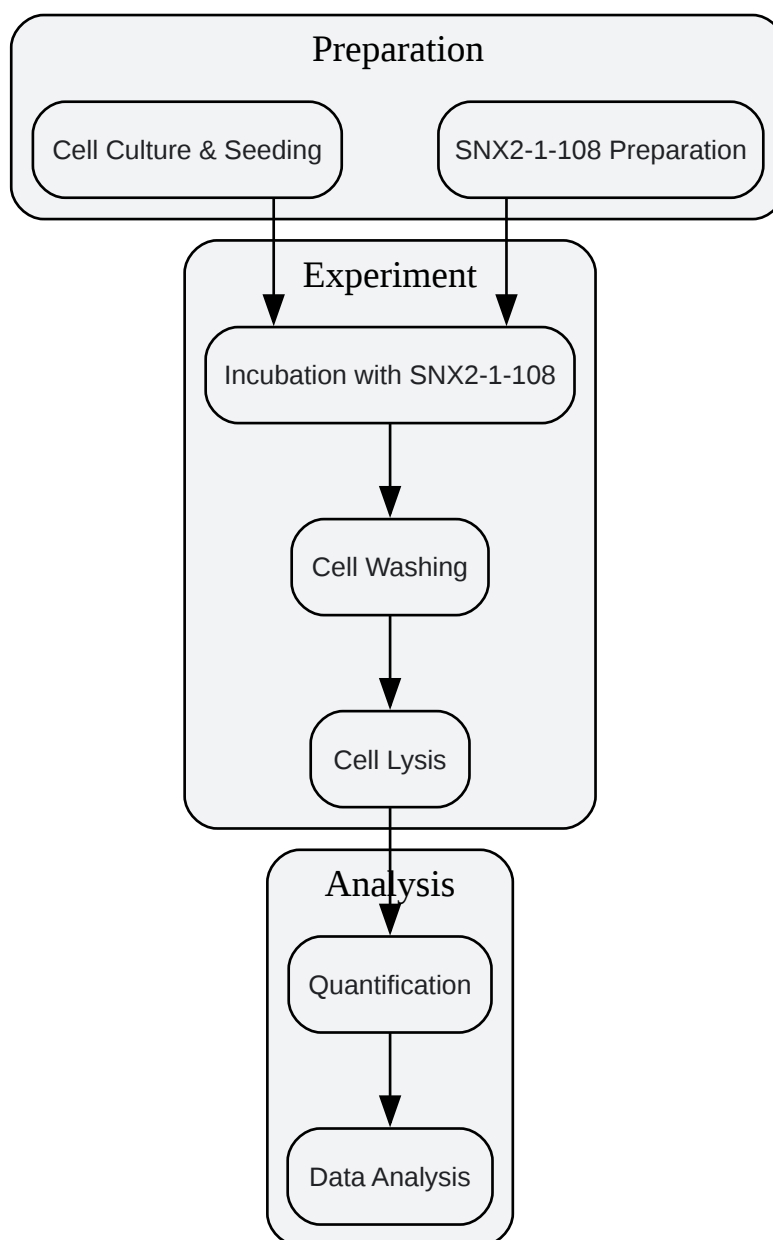 Preparation
Cell Culture & Seeding
SNX2-1-108 Preparation
Experiment
Incubation with SNX2-1-108
Cell Washing
Cell Lysis
Analysis
Quantification
Data Analysis